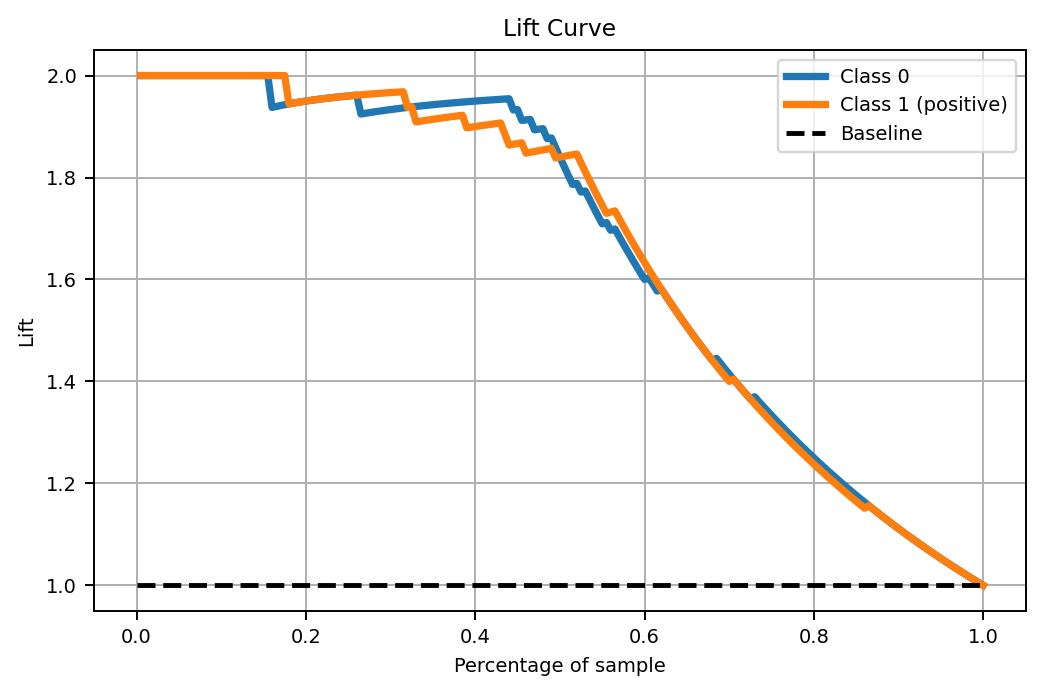 Lift Curve
2.0
1.8
1.6
1.4
1.2
1.0
Lift
Class 0
Class 1 (positive)
Baseline
0.0 0.2 0.4 0.6 0.8 1.0
Percentage of sample